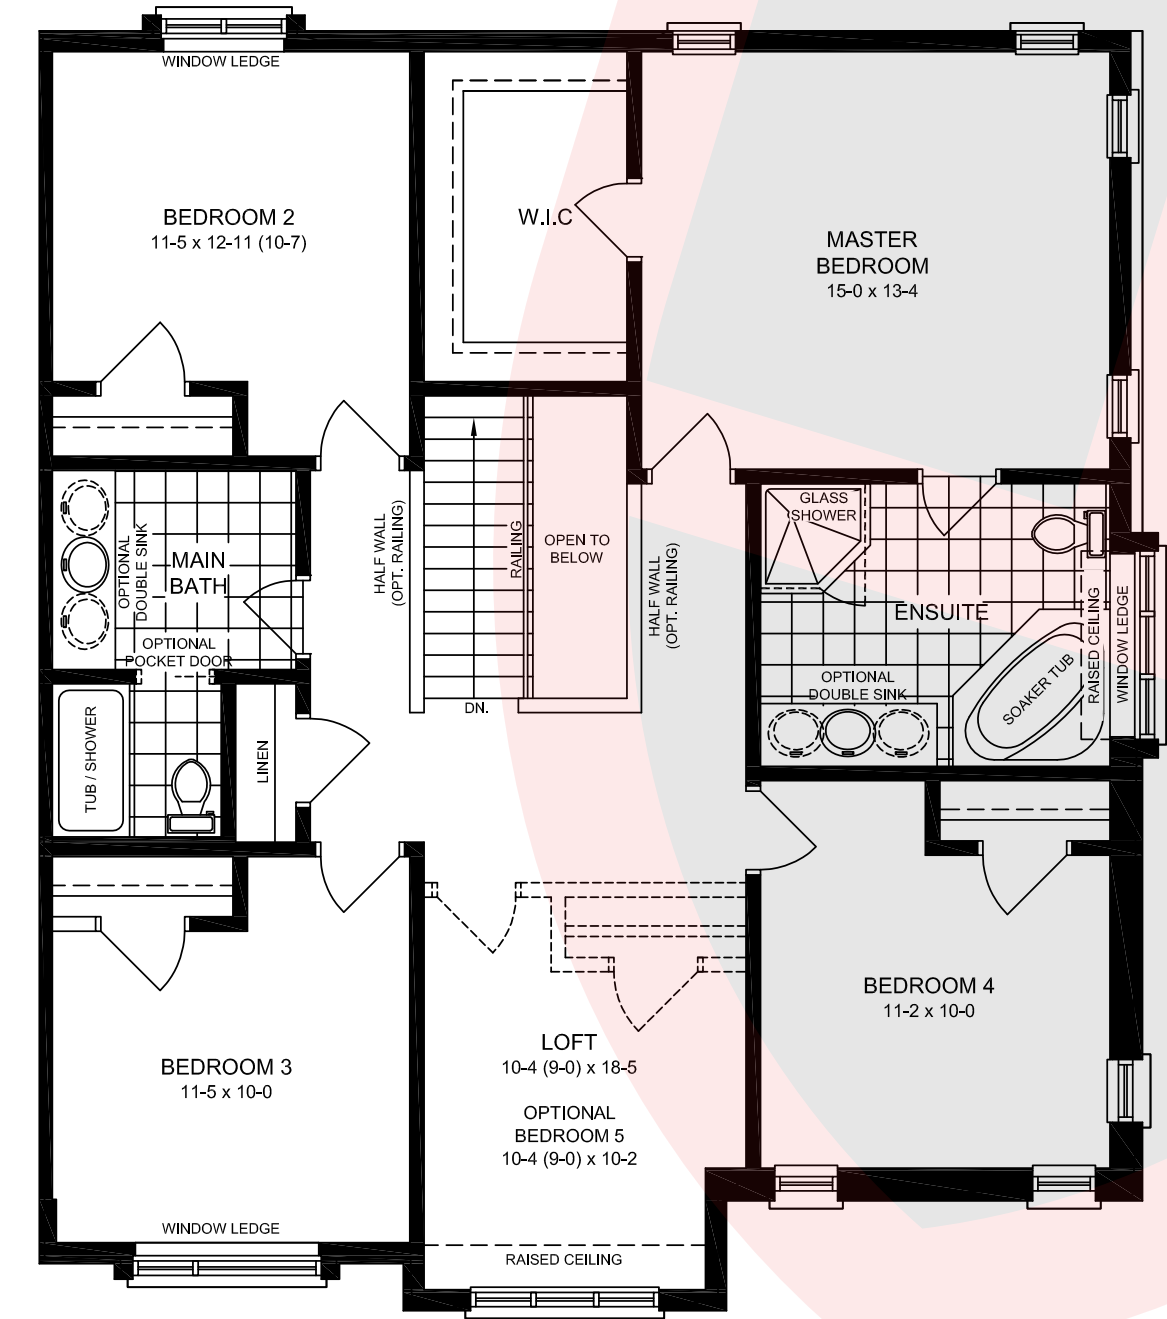 WINDOW LEDGE
BEDROOM 2
11-5 x 12-11 (10-7)
W.I.C
MASTER
BEDROOM
15-0 x 13-4
OPTIONAL
DOUBLE SINK
MAIN
BATH
OPTIONAL
POCKET DOOR
HALF WALL
(OPT. RAILING)
RAILING
OPEN TO
BELOW
HALF WALL
(OPT. RAILING)
DN.
GLASS
SHOWER
ENSUITE
OPTIONAL
DOUBLE SINK
SOAKER TUB
RAISED CEILING
WINDOW LEDGE
TUB / SHOWER
LINEN
BEDROOM 3
11-5 x 10-0
WINDOW LEDGE
LOFT
10-4 (9-0) x 18-5
OPTIONAL
BEDROOM 5
10-4 (9-0) x 10-2
RAISED CEILING
BEDROOM 4
11-2 x 10-0